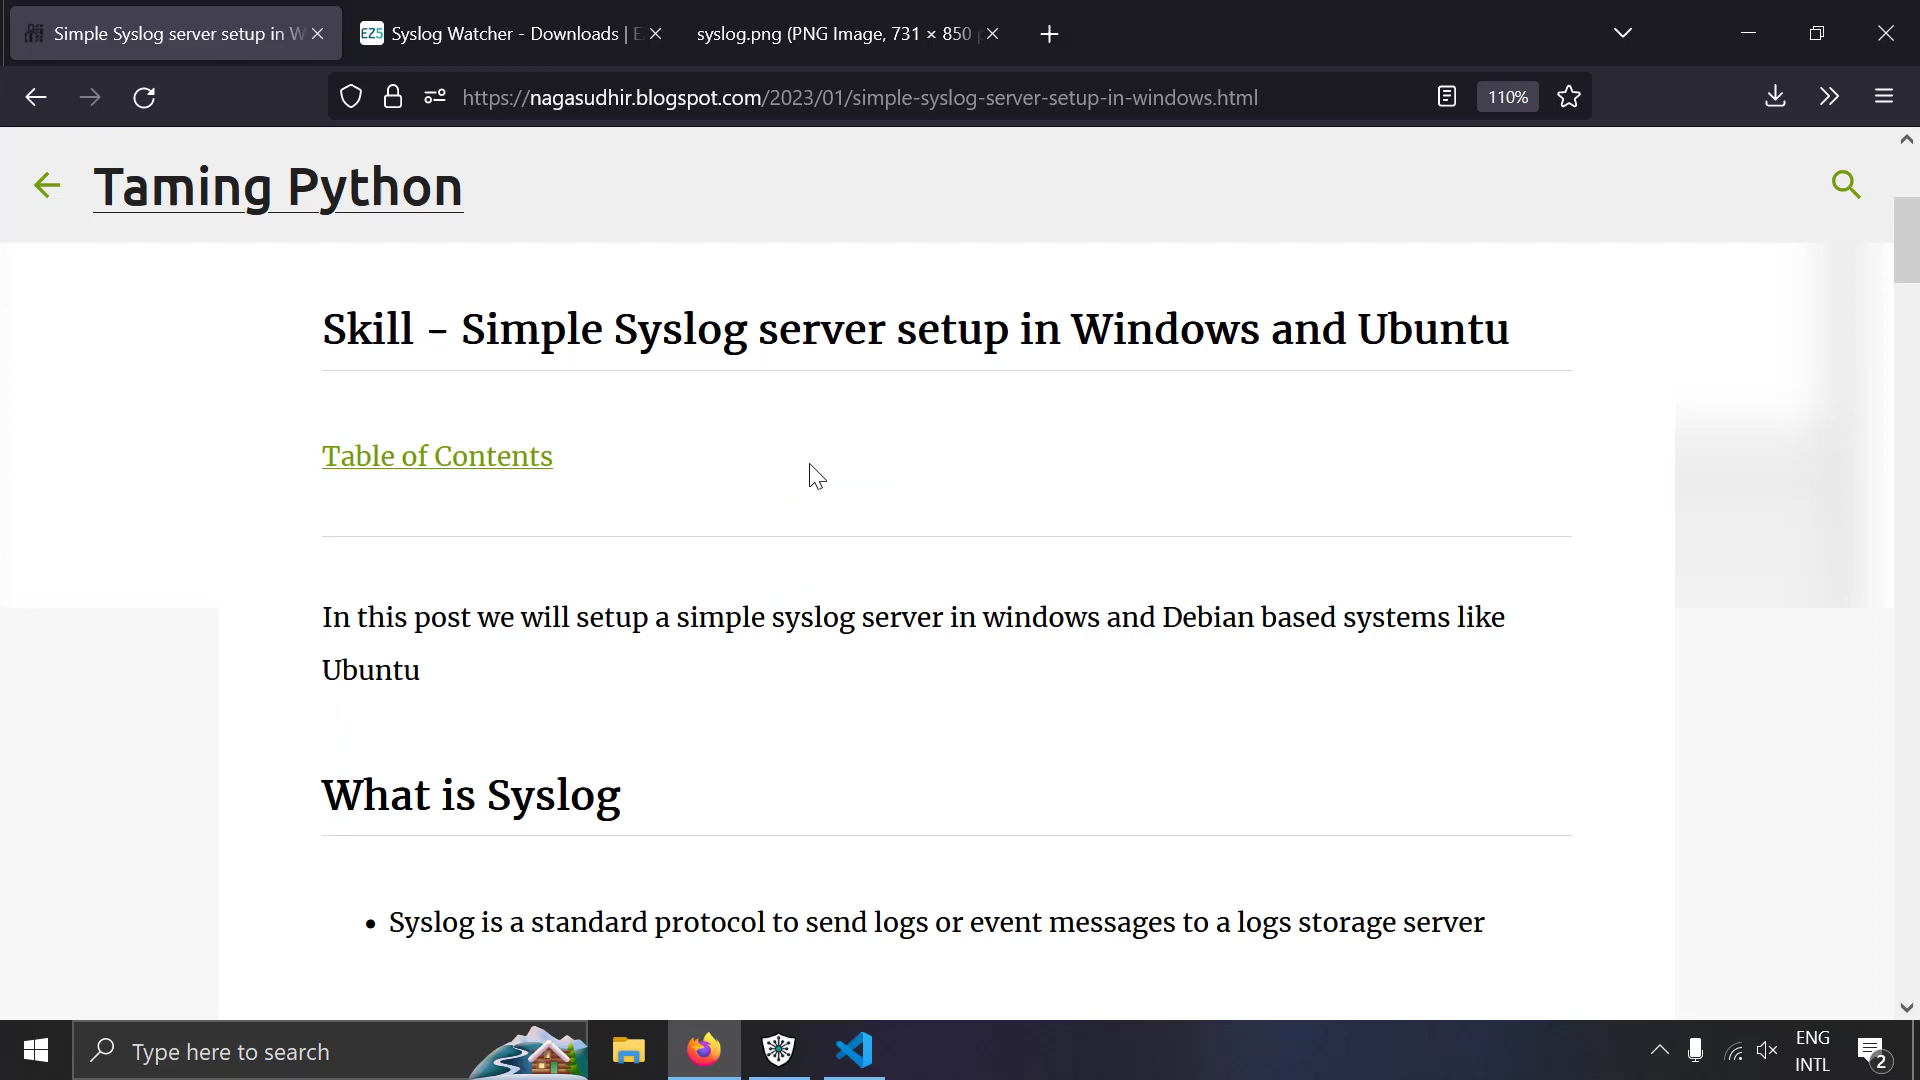 Simple Syslog server setup in W
Syslog Watcher - Downloads | E
syslog.png (PNG Image, 731 × 850 p
https://nagasudhir.blogspot.com/2023/01/simple-syslog-server-setup-in-windows.html
110%
Taming Python
Skill - Simple Syslog server setup in Windows and Ubuntu
Table of Contents
In this post we will setup a simple syslog server in windows and Debian based systems like
Ubuntu
What is Syslog
• Syslog is a standard protocol to send logs or event messages to a logs storage server
Type here to search
ENG
INTL
2